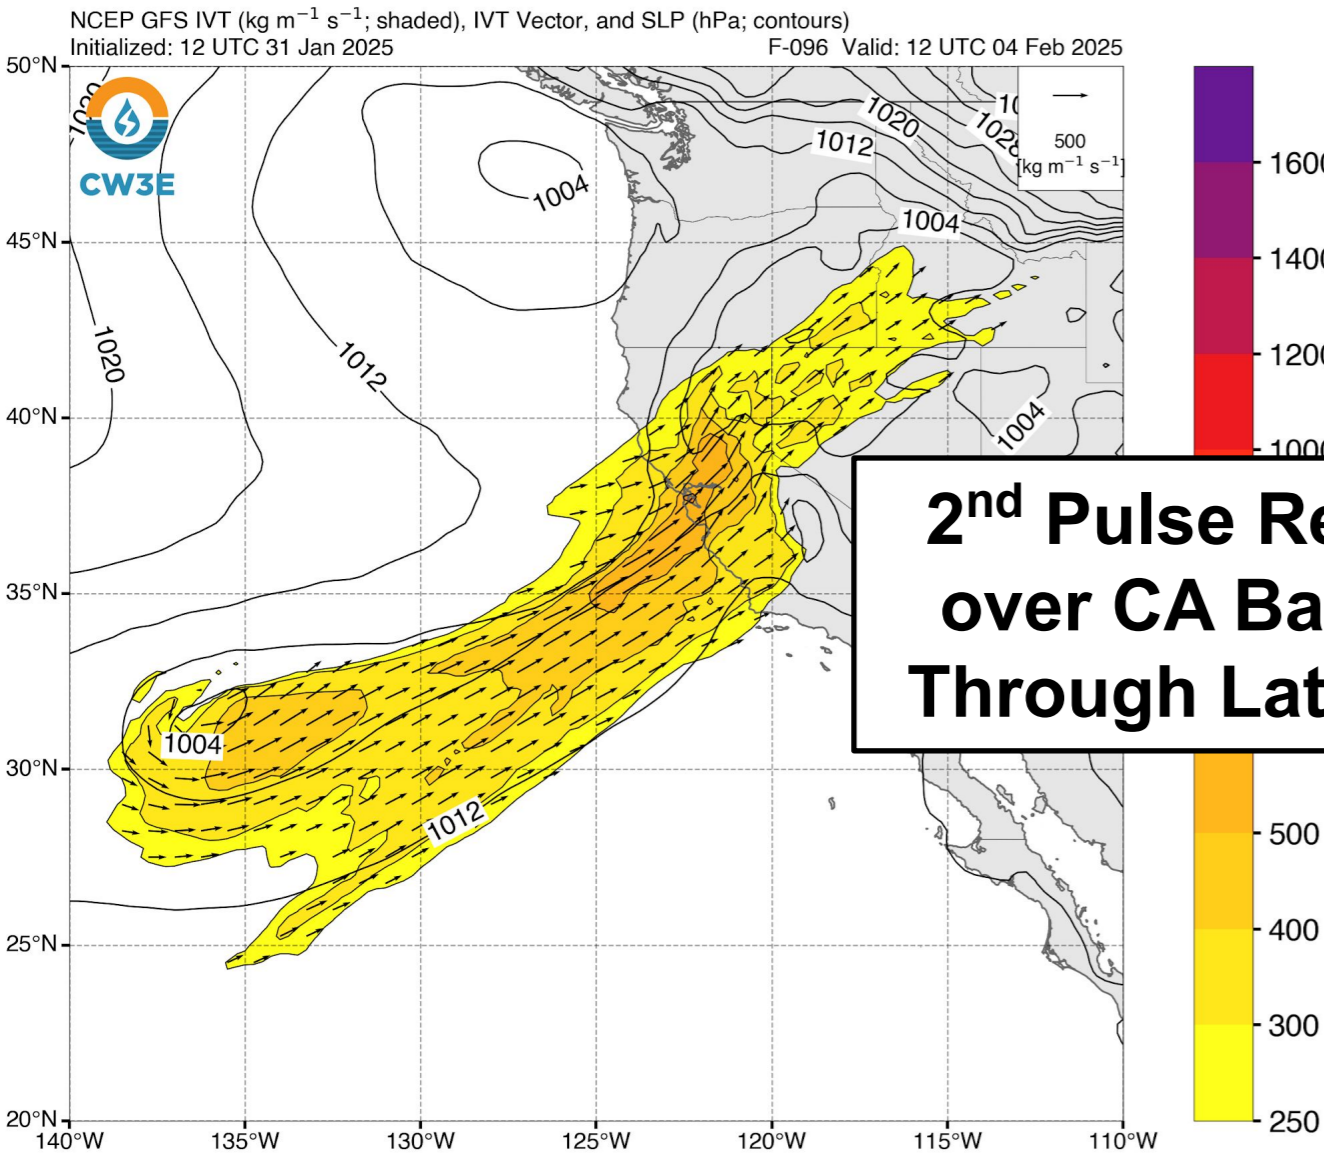 NCEP GFS IVT (kg m⁻¹ s⁻¹; shaded), IVT Vector, and SLP (hPa; contours)
Initialized: 12 UTC 31 Jan 2025 F-096 Valid: 12 UTC 04 Feb 2025
50°N
1020
CW3E
1004
1020
1012
1028
500
[kg m⁻¹ s⁻¹]
1600
1004
45°N
1400
1020
1012
1200
40°N
1004
1000
2nd Pulse Re
over CA Ba
Through Lat
35°N
1004
30°N
1012
500
400
25°N
300
20°N
250
140°W 135°W 130°W 125°W 120°W 115°W 110°W